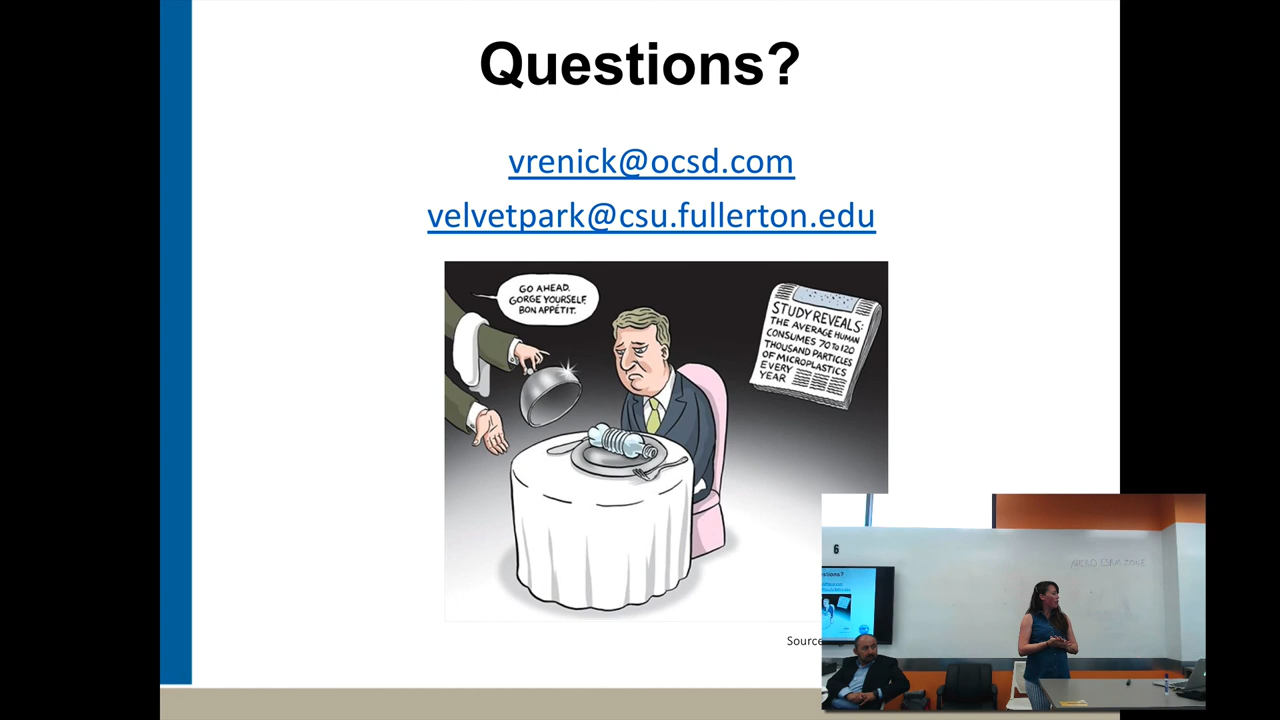 Questions?
vrenick@ocsd.com
velvetpark@csu.fullerton.edu
GO AHEAD.
GORGE YOURSELF.
BON APPÉTIT.
STUDY REVEALS:
THE AVERAGE HUMAN
CONSUMES 70 TO 120
THOUSAND PARTICLES
OF MICROPLASTICS
EVERY
YEAR
6